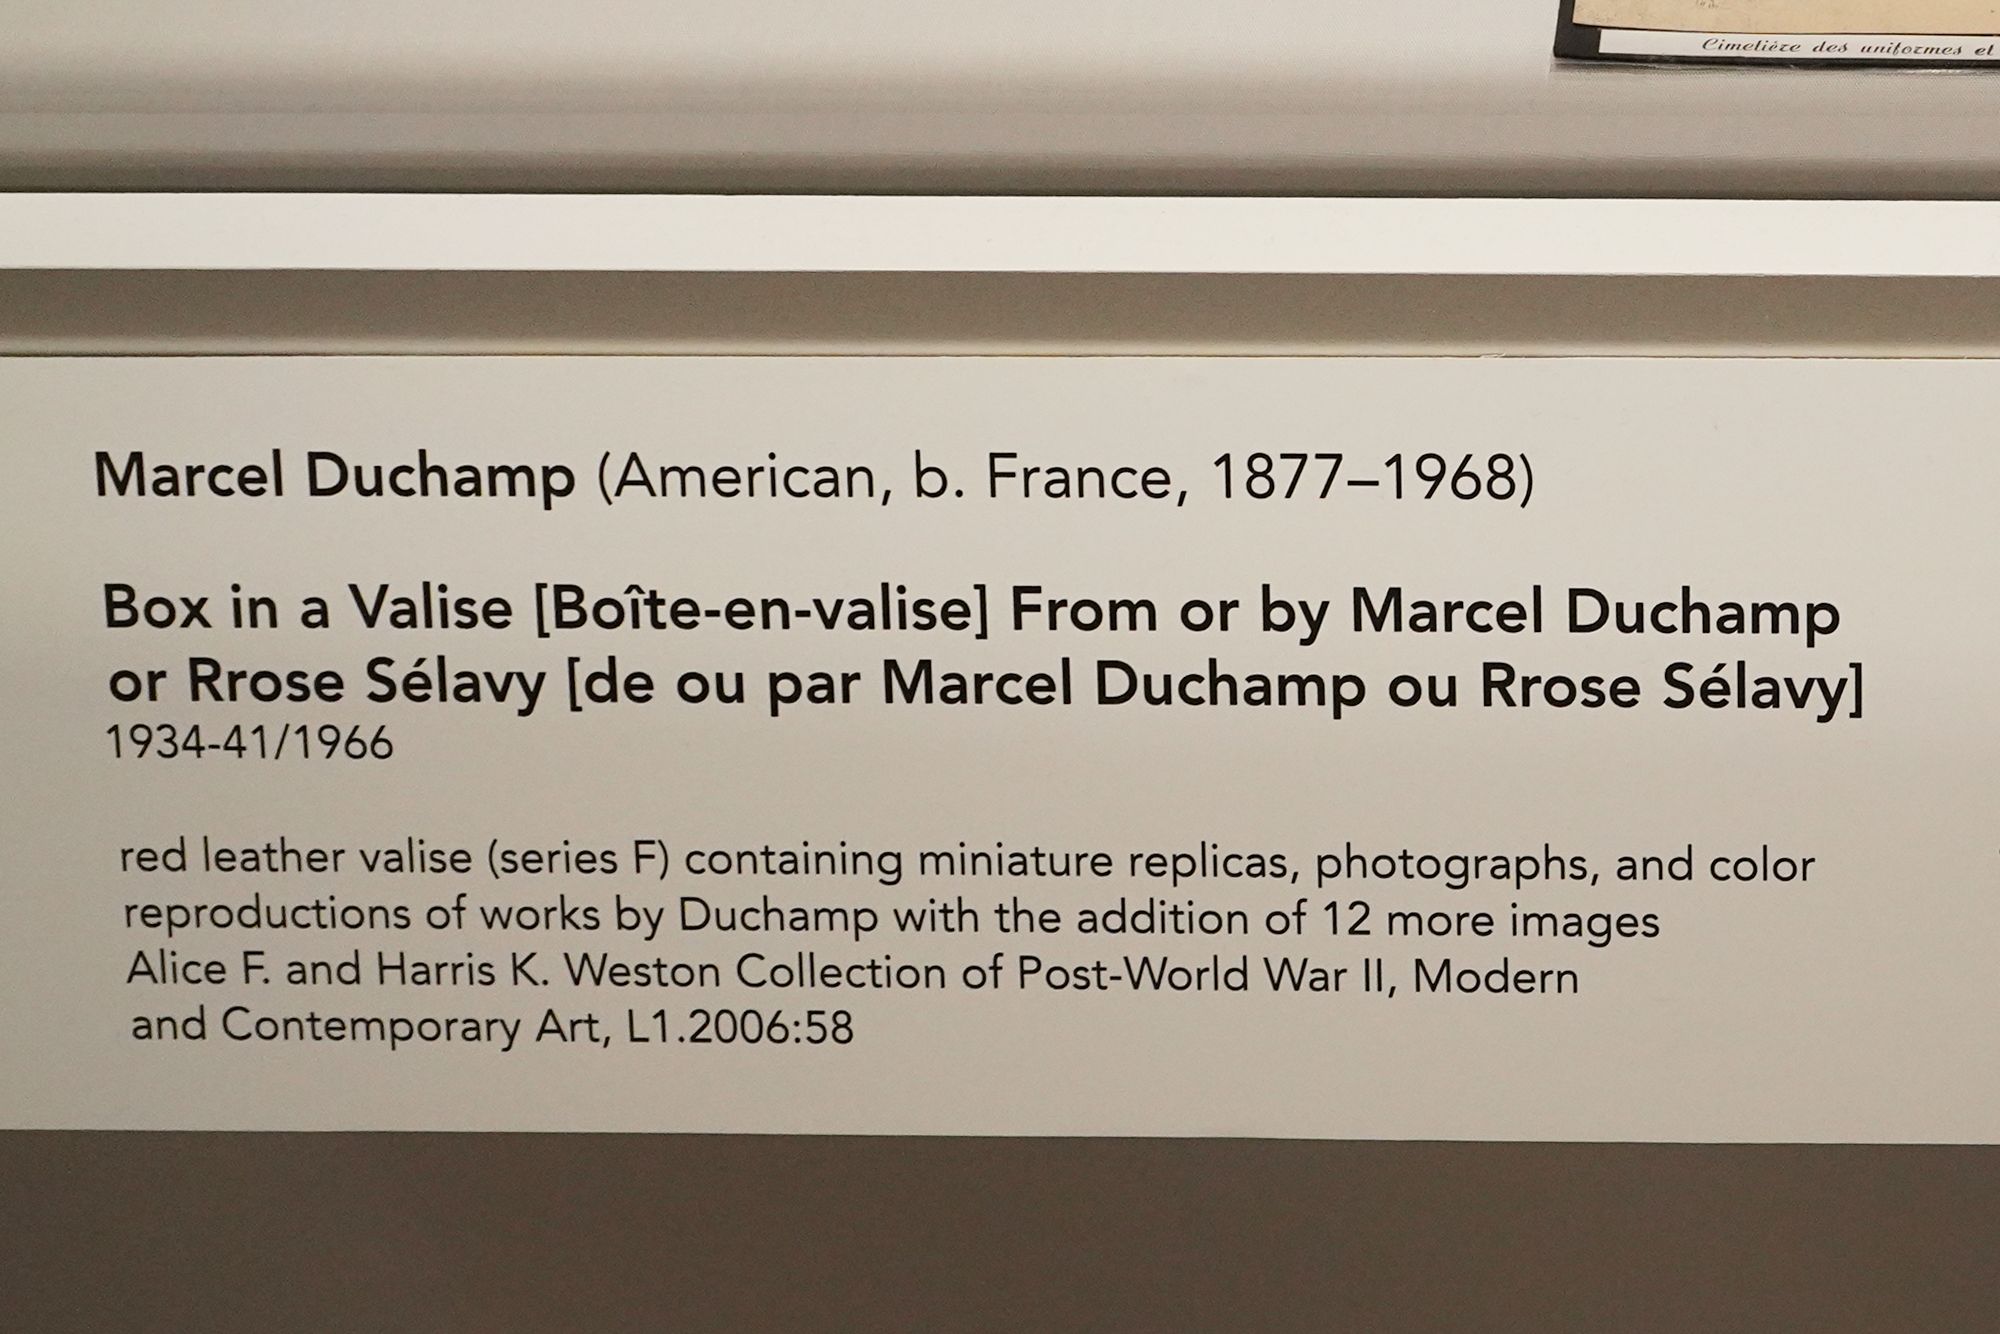 Cimetière des uniformes et
Marcel Duchamp (American, b. France, 1877–1968)
Box in a Valise [Boîte-en-valise] From or by Marcel Duchamp
or Rrose Sélavy [de ou par Marcel Duchamp ou Rrose Sélavy]
1934-41/1966
red leather valise (series F) containing miniature replicas, photographs, and color
reproductions of works by Duchamp with the addition of 12 more images
Alice F. and Harris K. Weston Collection of Post-World War II, Modern
and Contemporary Art, L1.2006:58